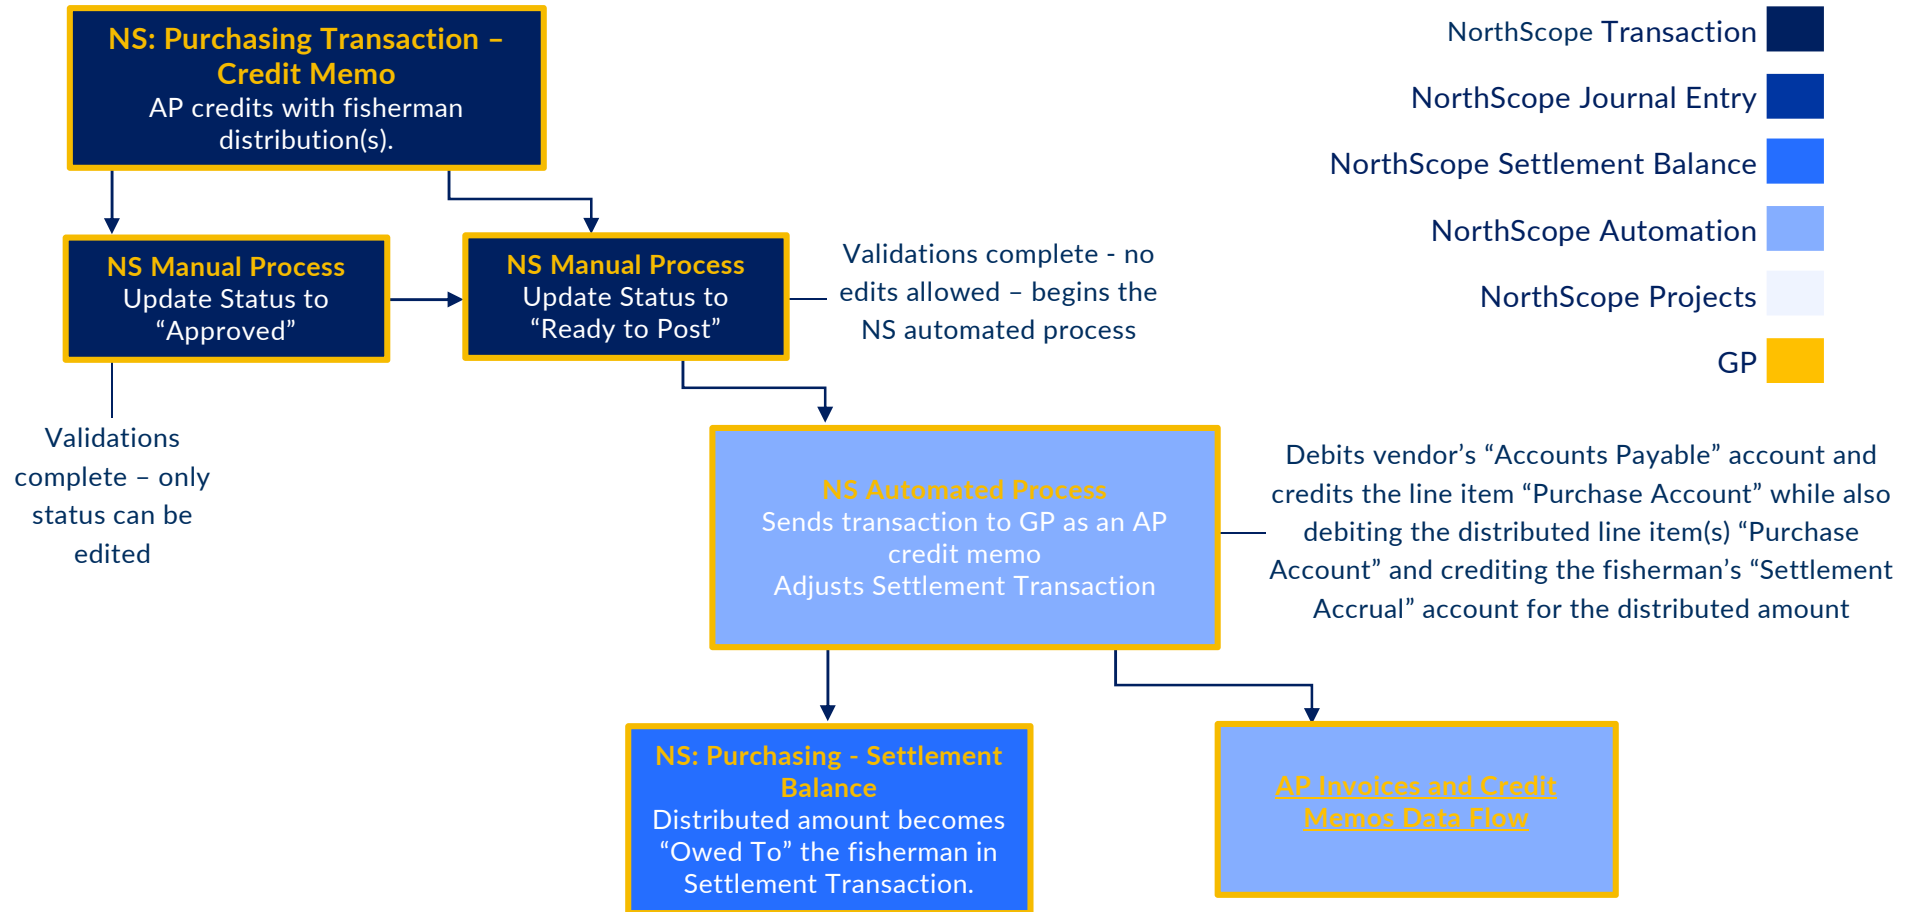 NS: Purchasing Transaction –
Credit Memo
AP credits with fisherman
distribution(s).
NorthScope Transaction
NorthScope Journal Entry
NorthScope Settlement Balance
NorthScope Automation
NorthScope Projects
GP
NS Manual Process
Update Status to
“Approved”
NS Manual Process
Update Status to
“Ready to Post”
Validations complete - no
edits allowed – begins the
NS automated process
Validations
complete – only
status can be
edited
NS Automated Process
Sends transaction to GP as an AP
credit memo
Adjusts Settlement Transaction
Debits vendor’s “Accounts Payable” account and
credits the line item “Purchase Account” while also
debiting the distributed line item(s) “Purchase
Account” and crediting the fisherman’s “Settlement
Accrual” account for the distributed amount
NS: Purchasing - Settlement
Balance
Distributed amount becomes
“Owed To” the fisherman in
Settlement Transaction.
AP Invoices and Credit
Memos Data Flow